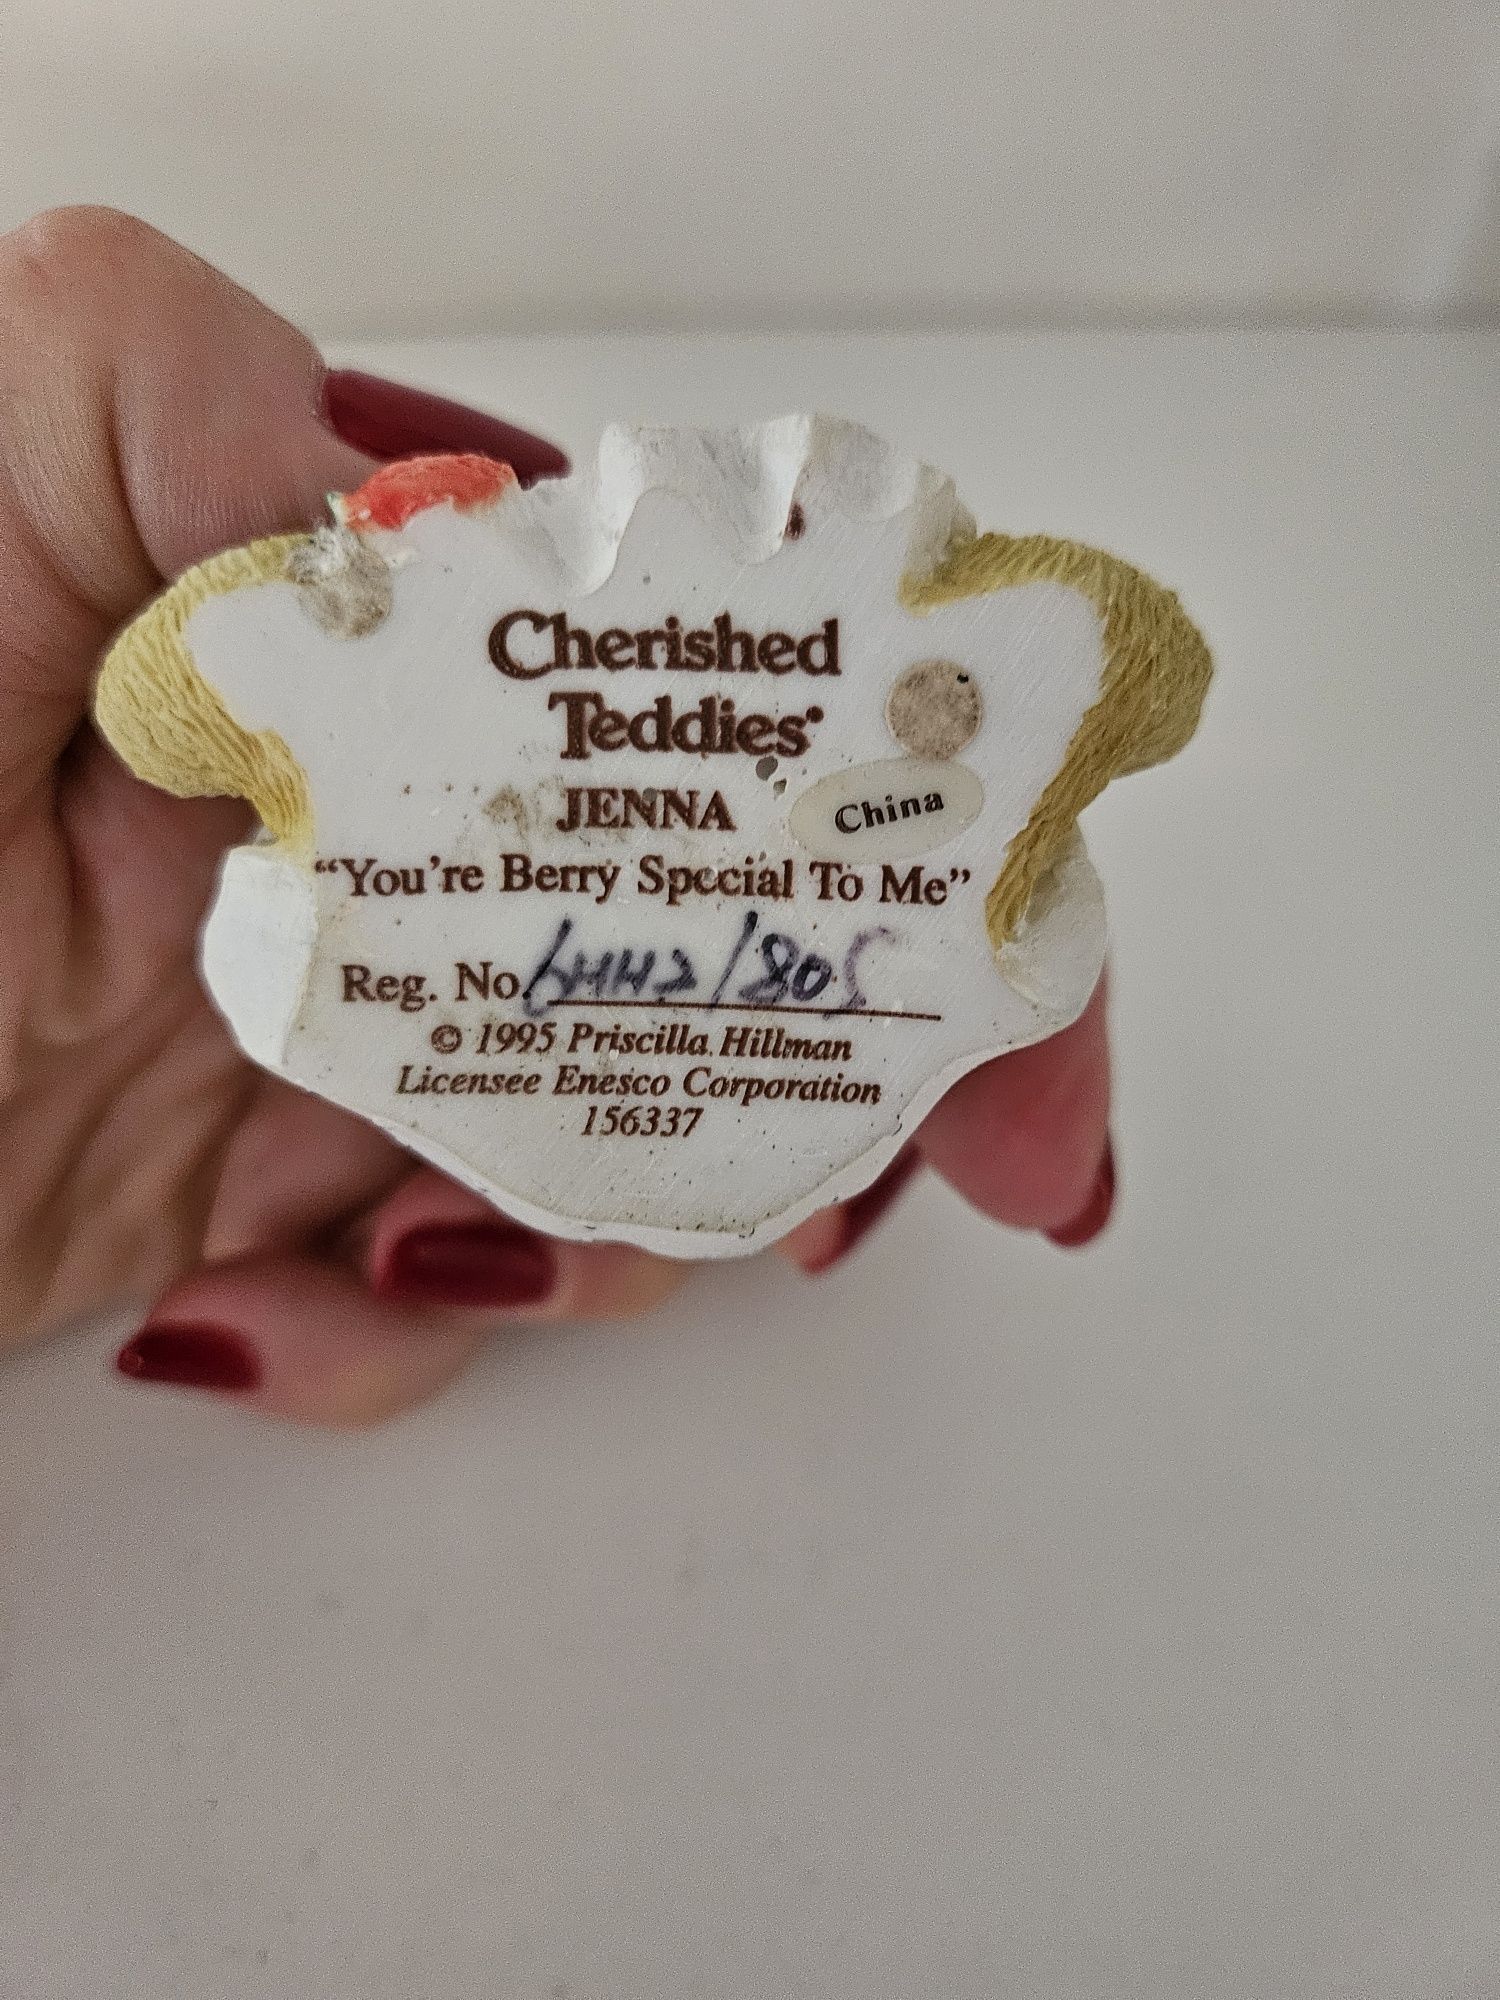 Cherished
Teddies
JENNA
China
"You're Berry Special To Me"
Reg. No.
© 1995 Priscilla Hillman
Licensee Enesco Corporation
156337